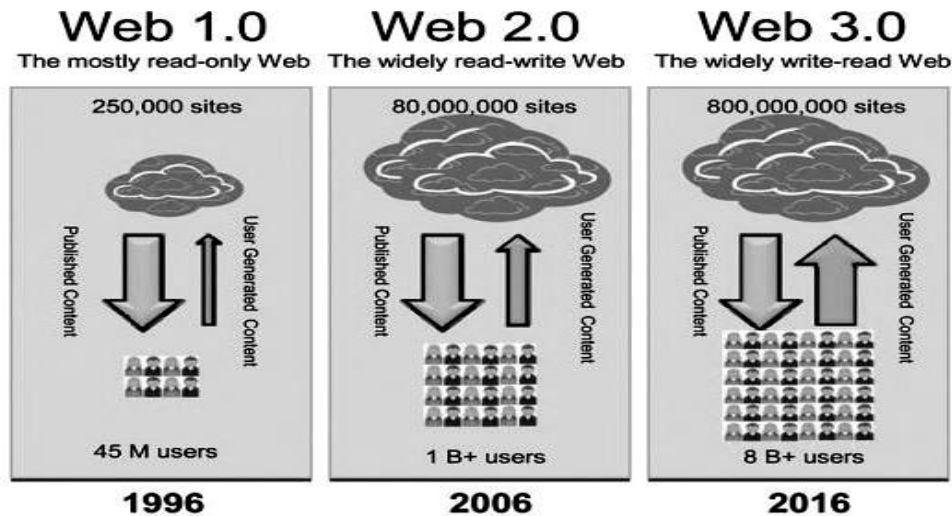 Web 1.0
The mostly read-only Web
250,000 sites
Published Content
User Generated Content
45 M users
1996
Web 2.0
The widely read-write Web
80,000,000 sites
Published Content
User Generated Content
1 B+ users
2006
Web 3.0
The widely write-read Web
800,000,000 sites
Published Content
User Generated Content
8 B+ users
2016